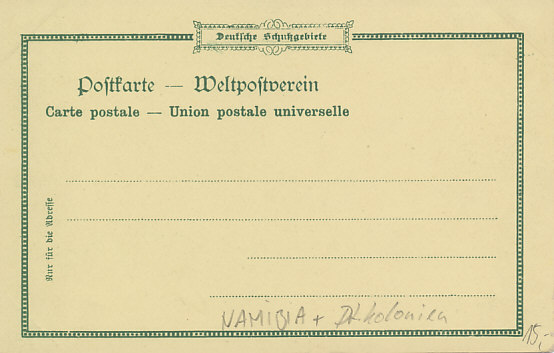 Deutsche Schutzgebiete
Postkarte — Weltpostverein
Carte postale — Union postale universelle
Nur für die Adresse
NAMIBIA + Dt. Kolonien
15,-